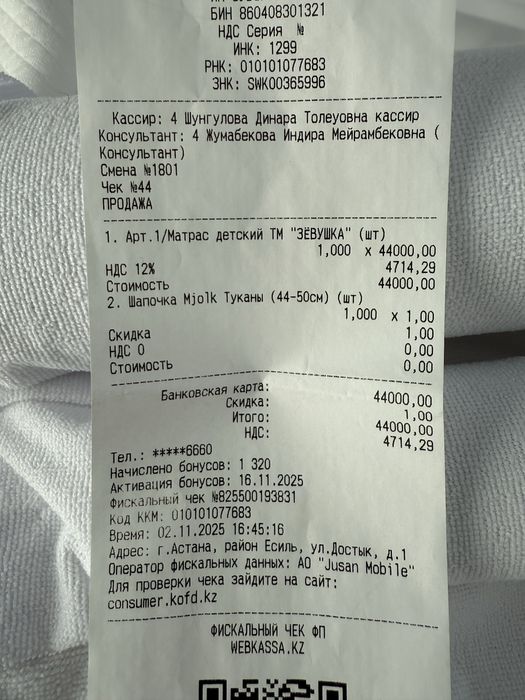 БИН 860408301321
НДС Серия №
ИНК: 1299
РНК: 010101077683
ЗНК: SWK00365996
Кассир: 4 Шунгулова Динара Толеуовна кассир
Консультант: 4 Жумабекова Индира Мейрамбековна (
Консультант)
Смена №1801
Чек №44
ПРОДАЖА
1. Арт.1/Матрас детский ТМ "ЗЁВУШКА" (шт)
1,000 x 44000,00
НДС 12% 4714,29
Стоимость 44000,00
2. Шапочка Mjolk Туканы (44-50см) (шт)
1,000 x 1,00
Скидка 1,00
НДС 0 0,00
Стоимость 0,00
Банковская карта: 44000,00
Скидка: 1,00
Итого: 44000,00
НДС: 4714,29
Тел.: *****6660
Начислено бонусов: 1 320
Активация бонусов: 16.11.2025
Фискальный чек №825500193831
Код ККМ: 010101077683
Время: 02.11.2025 16:45:16
Адрес: г.Астана, район Есиль, ул.Достык, д.1
Оператор фискальных данных: АО "Jusan Mobile"
Для проверки чека зайдите на сайт:
consumer.kofd.kz
ФИСКАЛЬНЫЙ ЧЕК ФП
WEBKASSA.KZ